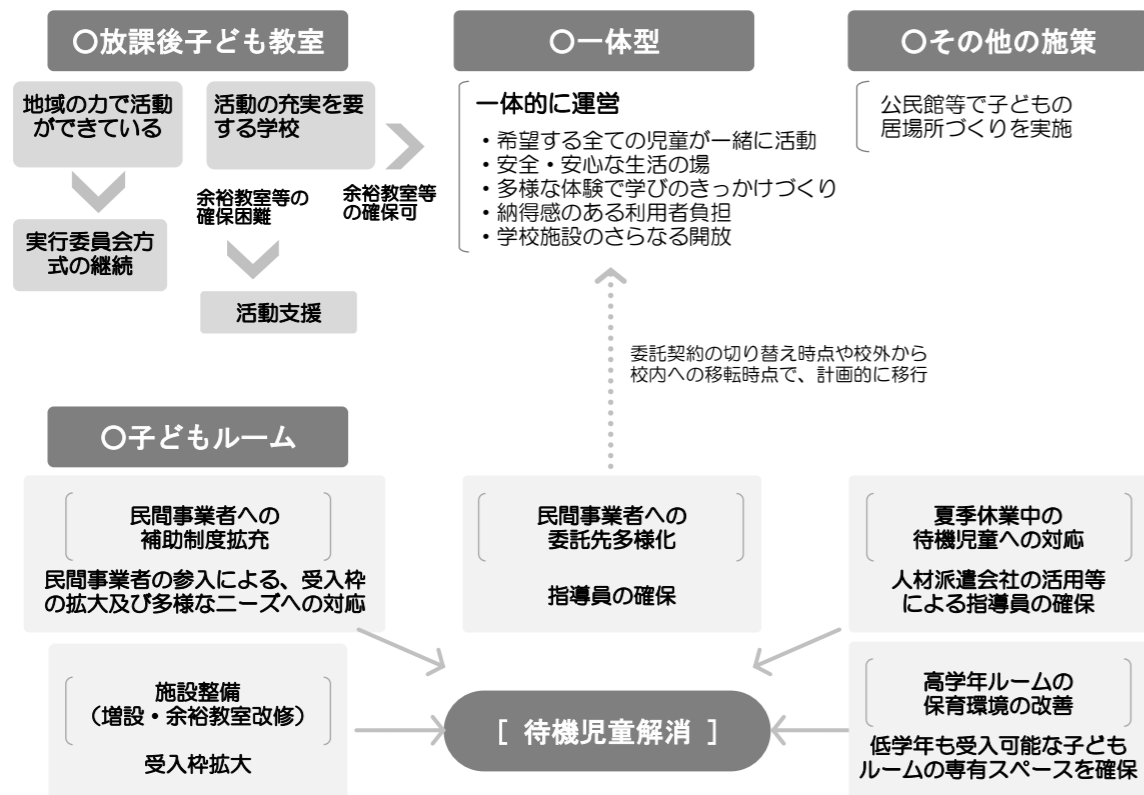 ○放課後子ども教室
地域の力で活動
ができている
実行委員会方
式の継続
活動の充実を要
する学校
余裕教室等の
確保困難
余裕教室等
の確保可
活動支援
○一体型
一体的に運営
・希望する全ての児童が一緒に活動
・安全・安心な生活の場
・多様な体験で学びのきっかけづくり
・納得感のある利用者負担
・学校施設のさらなる開放
○その他の施策
公民館等で子どもの
居場所づくりを実施
委託契約の切り替え時点や校外から
校内への移転時点で、計画的に移行
○子どもルーム
民間事業者への
補助制度拡充
民間事業者の参入による、受入枠
の拡大及び多様なニーズへの対応
民間事業者への
委託先多様化
指導員の確保
夏季休業中の
待機児童への対応
人材派遣会社の活用等
による指導員の確保
施設整備
（増設・余裕教室改修）
受入枠拡大
[ 待機児童解消 ]
高学年ルームの
保育環境の改善
低学年も受入可能な子ども
ルームの専有スペースを確保